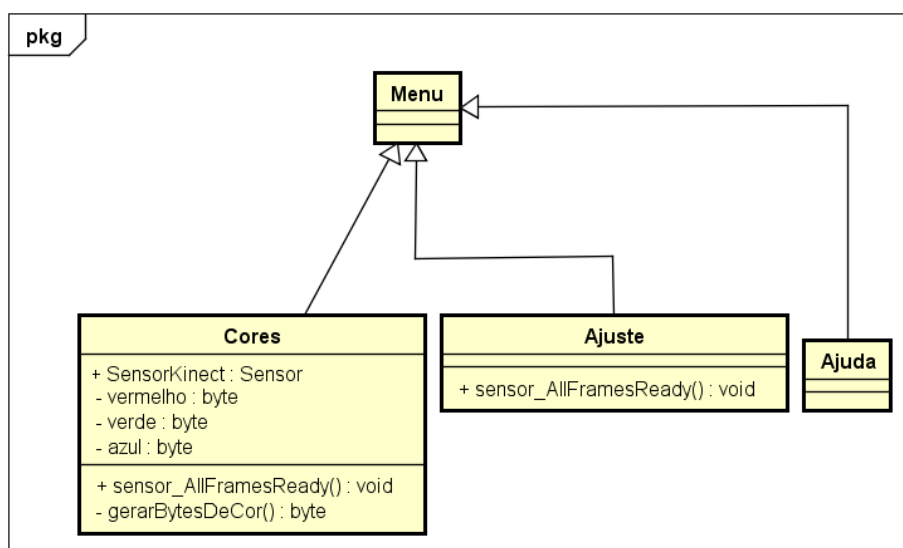 pkg
Menu
Cores
+ SensorKinect : Sensor
- vermelho : byte
- verde : byte
- azul : byte
+ sensor_AllFramesReady() : void
- gerarBytesDeCor() : byte
Ajuste
+ sensor_AllFramesReady() : void
Ajuda